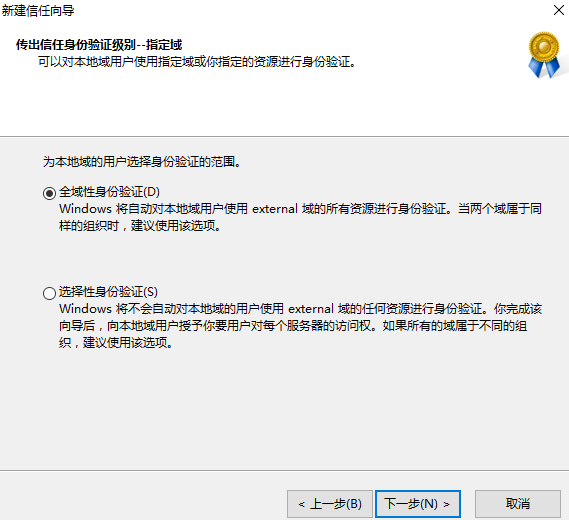 新建信任向导
传出信任身份验证级别--指定域
可以对本地域用户使用指定域或你指定的资源进行身份验证。
为本地域的用户选择身份验证的范围。
全域性身份验证(D)
Windows 将自动对本地域用户使用 external 域的所有资源进行身份验证。当两个域属于同
样的组织时，建议使用该选项。
选择性身份验证(S)
Windows 将不会自动对本地域的用户使用 external 域的任何资源进行身份验证。你完成该
向导后，向本地域用户授予你要用户对每个服务器的访问权。如果所有的域属于不同的组
织，建议使用该选项。
< 上一步(B) 下一步(N) > 取消